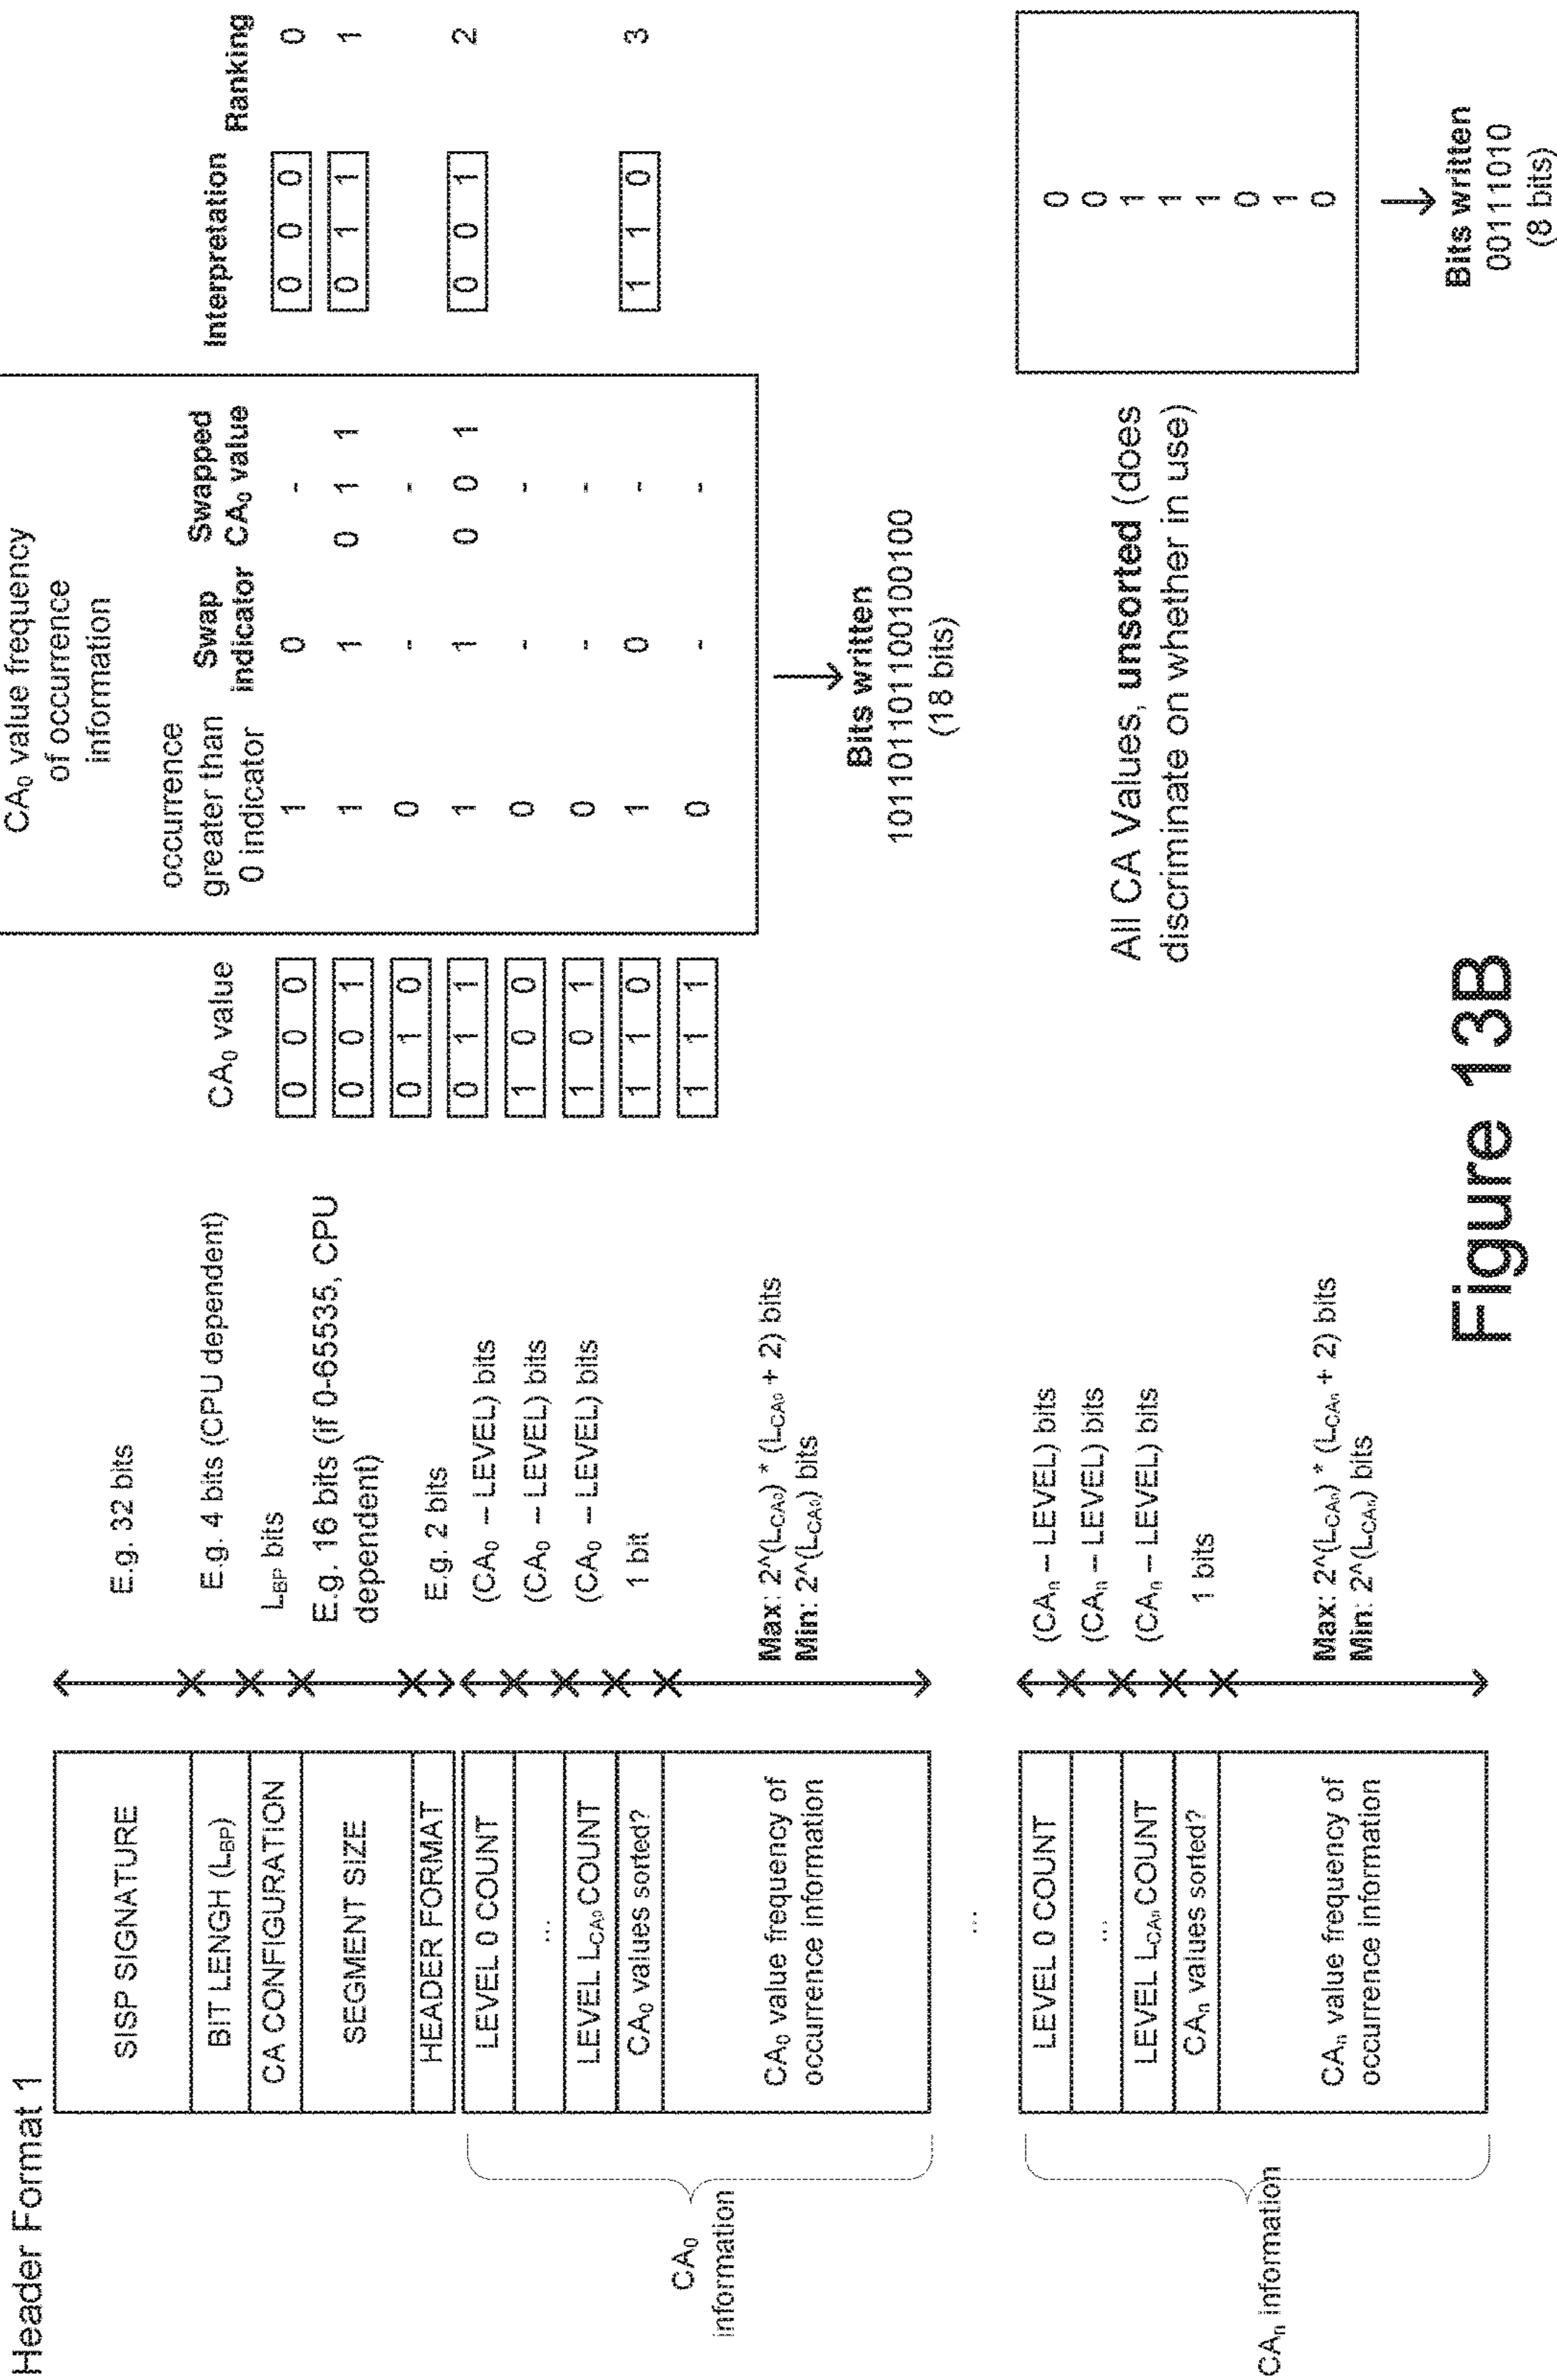 Header Format 1
SISP SIGNATURE
BIT LENGH (LBP)
CA CONFIGURATION
SEGMENT SIZE
HEADER FORMAT
LEVEL 0 COUNT
...
LEVEL LCA₀ COUNT
CA₀ values sorted?
CA₀ value frequency of
occurrence information
...
LEVEL 0 COUNT
...
LEVEL LCAₙ COUNT
CAₙ values sorted?
CAₙ value frequency of
occurrence information
CA₀
information
CAₙ information
E.g. 32 bits
E.g. 4 bits (CPU dependent)
LBP bits
E.g. 16 bits (if 0-65535, CPU
dependent)
E.g. 2 bits
(CA₀ – LEVEL) bits
(CA₀ – LEVEL) bits
(CA₀ – LEVEL) bits
1 bit
Max: 2^(LCA₀) * (LCA₀ + 2) bits
Min: 2^(LCA₀) bits
(CAₙ – LEVEL) bits
(CAₙ – LEVEL) bits
(CAₙ – LEVEL) bits
1 bits
Max: 2^(LCAₙ) * (LCAₙ + 2) bits
Min: 2^(LCAₙ) bits
CA₀ value
0 0 0
0 0 1
0 1 0
0 1 1
1 0 0
1 0 1
1 1 0
1 1 1
CA₀ value frequency
of occurrence
information
occurrence
greater than
0 indicator
1
1
0
1
0
0
1
0
Swap
indicator
0
1
-
1
-
-
0
-
Swapped
CA₀ value
-
0 1 1
-
0 0 1
-
-
-
-
Bits written
101110111011001001 00
(18 bits)
Interpretation
0 0 0
0 1 1
0 0 1
1 1 0
Ranking
0
1
2
3
All CA Values, unsorted (does
discriminate on whether in use)
0
0
1
1
1
0
1
0
Bits written
00111010
(8 bits)
Figure 13B